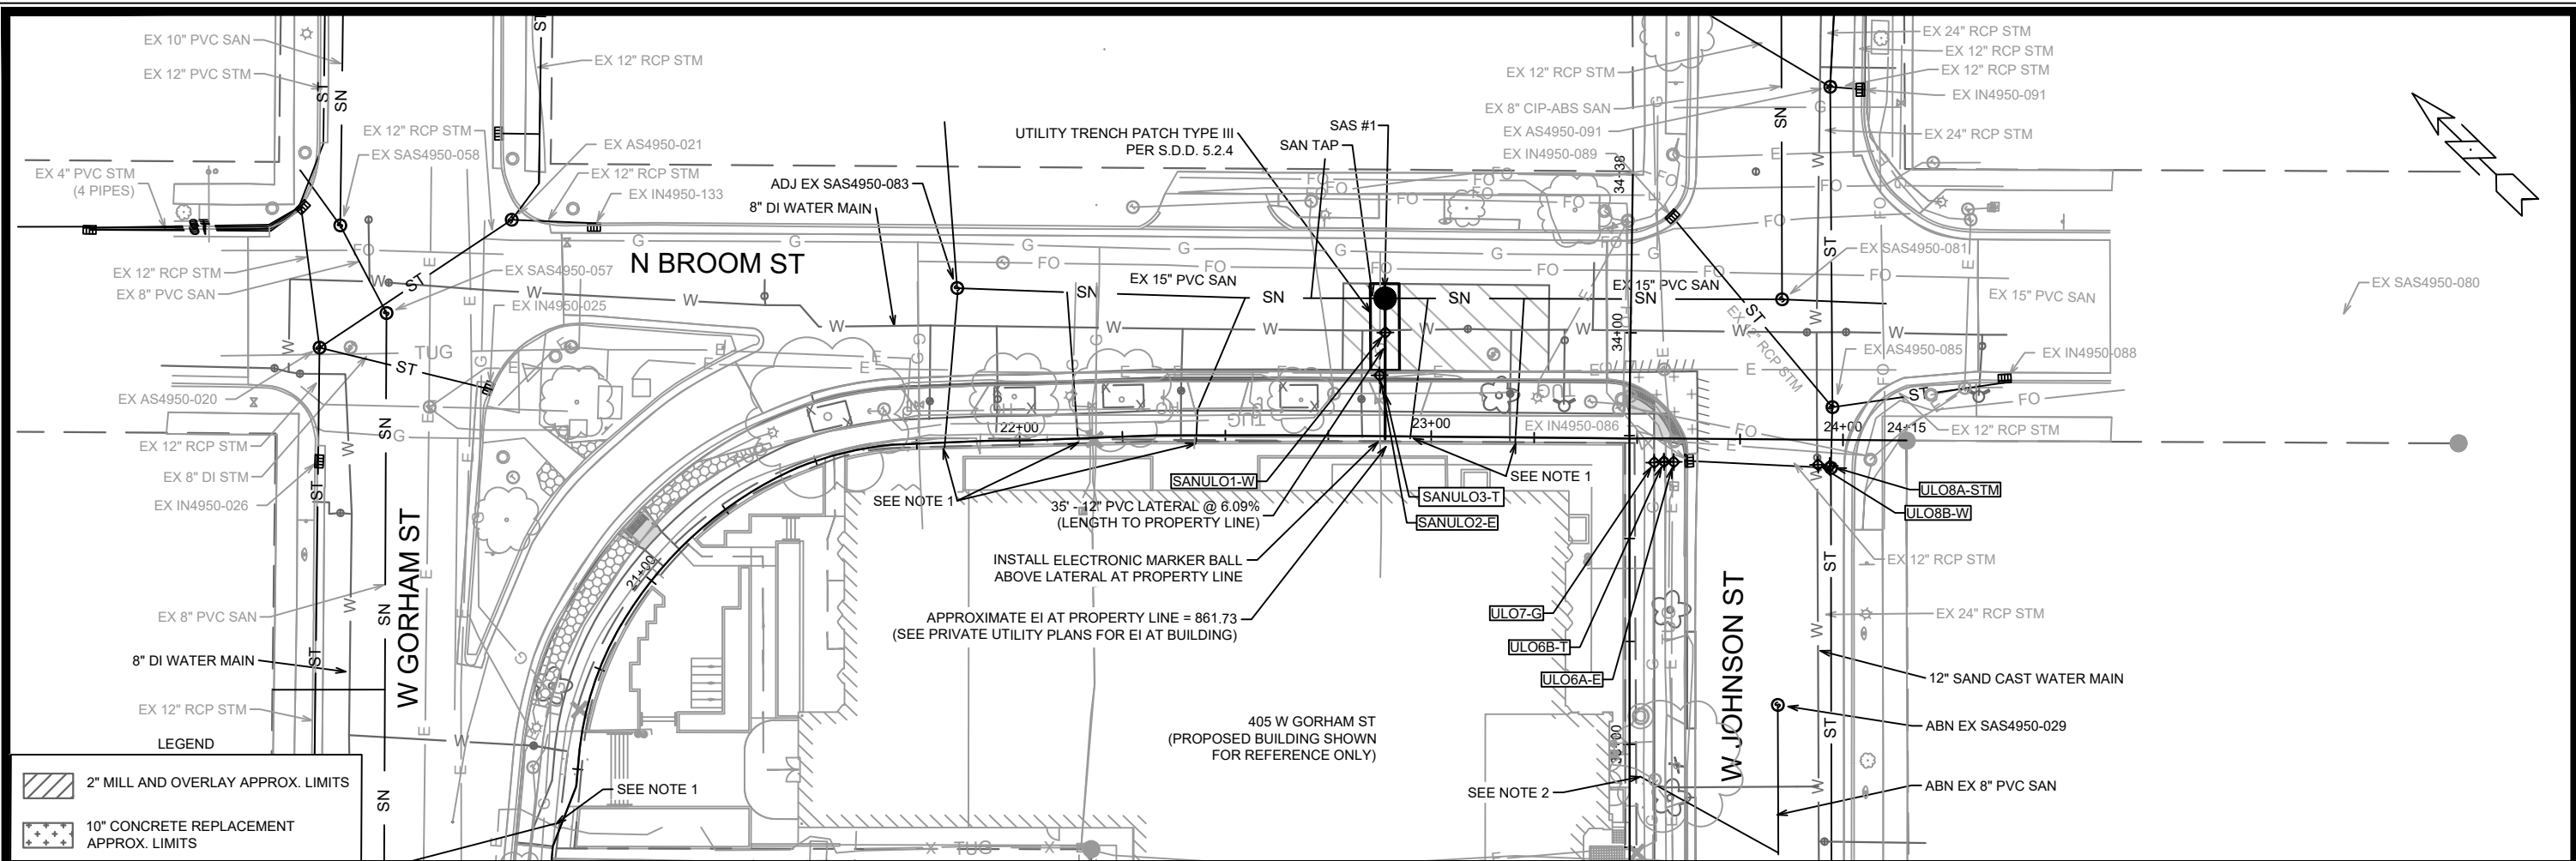 EX 10" PVC SAN
EX 12" PVC STM
EX 4" PVC STM
(4 PIPES)
EX 12" RCP STM
EX 8" PVC SAN
EX AS4950-020
EX 12" RCP STM
EX 8" DI STM
EX IN4950-026
EX 8" PVC SAN
8" DI WATER MAIN
EX 12" RCP STM
LEGEND
2" MILL AND OVERLAY APPROX. LIMITS
10" CONCRETE REPLACEMENT
APPROX. LIMITS
EX 12" RCP STM
EX SAS4950-058
EX 12" RCP STM
EX AS4950-021
EX 12" RCP STM
EX IN4950-133
EX SAS4950-057
EX IN4950-025
N BROOM ST
W GORHAM ST
TUG
ADJ EX SAS4950-083
8" DI WATER MAIN
EX 15" PVC SAN
UTILITY TRENCH PATCH TYPE III
PER S.D.D. 5.2.4
SAN TAP
SAS #1
21+00
22+00
23+00
24+00
24+15
34+38
34+00
SEE NOTE 1
SANULO1-W
35' - 12" PVC LATERAL @ 6.09%
(LENGTH TO PROPERTY LINE)
INSTALL ELECTRONIC MARKER BALL
ABOVE LATERAL AT PROPERTY LINE
APPROXIMATE EI AT PROPERTY LINE = 861.73
(SEE PRIVATE UTILITY PLANS FOR EI AT BUILDING)
SANULO3-T
SANULO2-E
SEE NOTE 1
EX IN4950-086
405 W GORHAM ST
(PROPOSED BUILDING SHOWN
FOR REFERENCE ONLY)
SEE NOTE 1
TUG
ULO7-G
ULO6B-T
ULO6A-E
SEE NOTE 2
W JOHNSON ST
EX 12" RCP STM
EX 8" CIP-ABS SAN
EX AS4950-091
EX IN4950-089
EX 15" PVC SAN
EX 12" RCP STM
EX 24" RCP STM
EX 12" RCP STM
EX 12" RCP STM
EX IN4950-091
EX 24" RCP STM
EX SAS4950-081
EX 15" PVC SAN
EX SAS4950-080
EX AS4950-085
EX IN4950-088
EX 12" RCP STM
ULO8A-STM
ULO8B-W
EX 12" RCP STM
EX 24" RCP STM
12" SAND CAST WATER MAIN
ABN EX SAS4950-029
ABN EX 8" PVC SAN